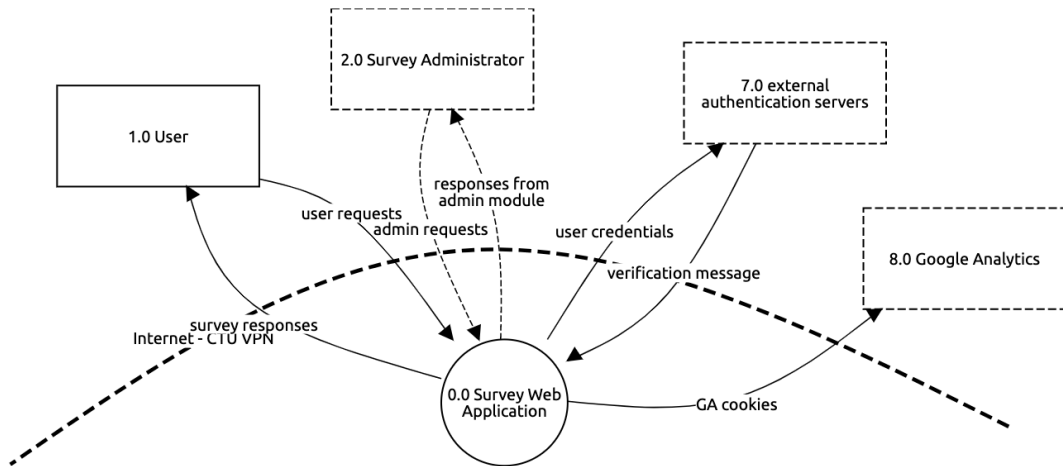 2.0 Survey Administrator
7.0 external
authentication servers
1.0 User
responses from
admin module
user requests
admin requests
user credentials
8.0 Google Analytics
verification message
survey responses
Internet - CTU VPN
0.0 Survey Web
Application
GA cookies